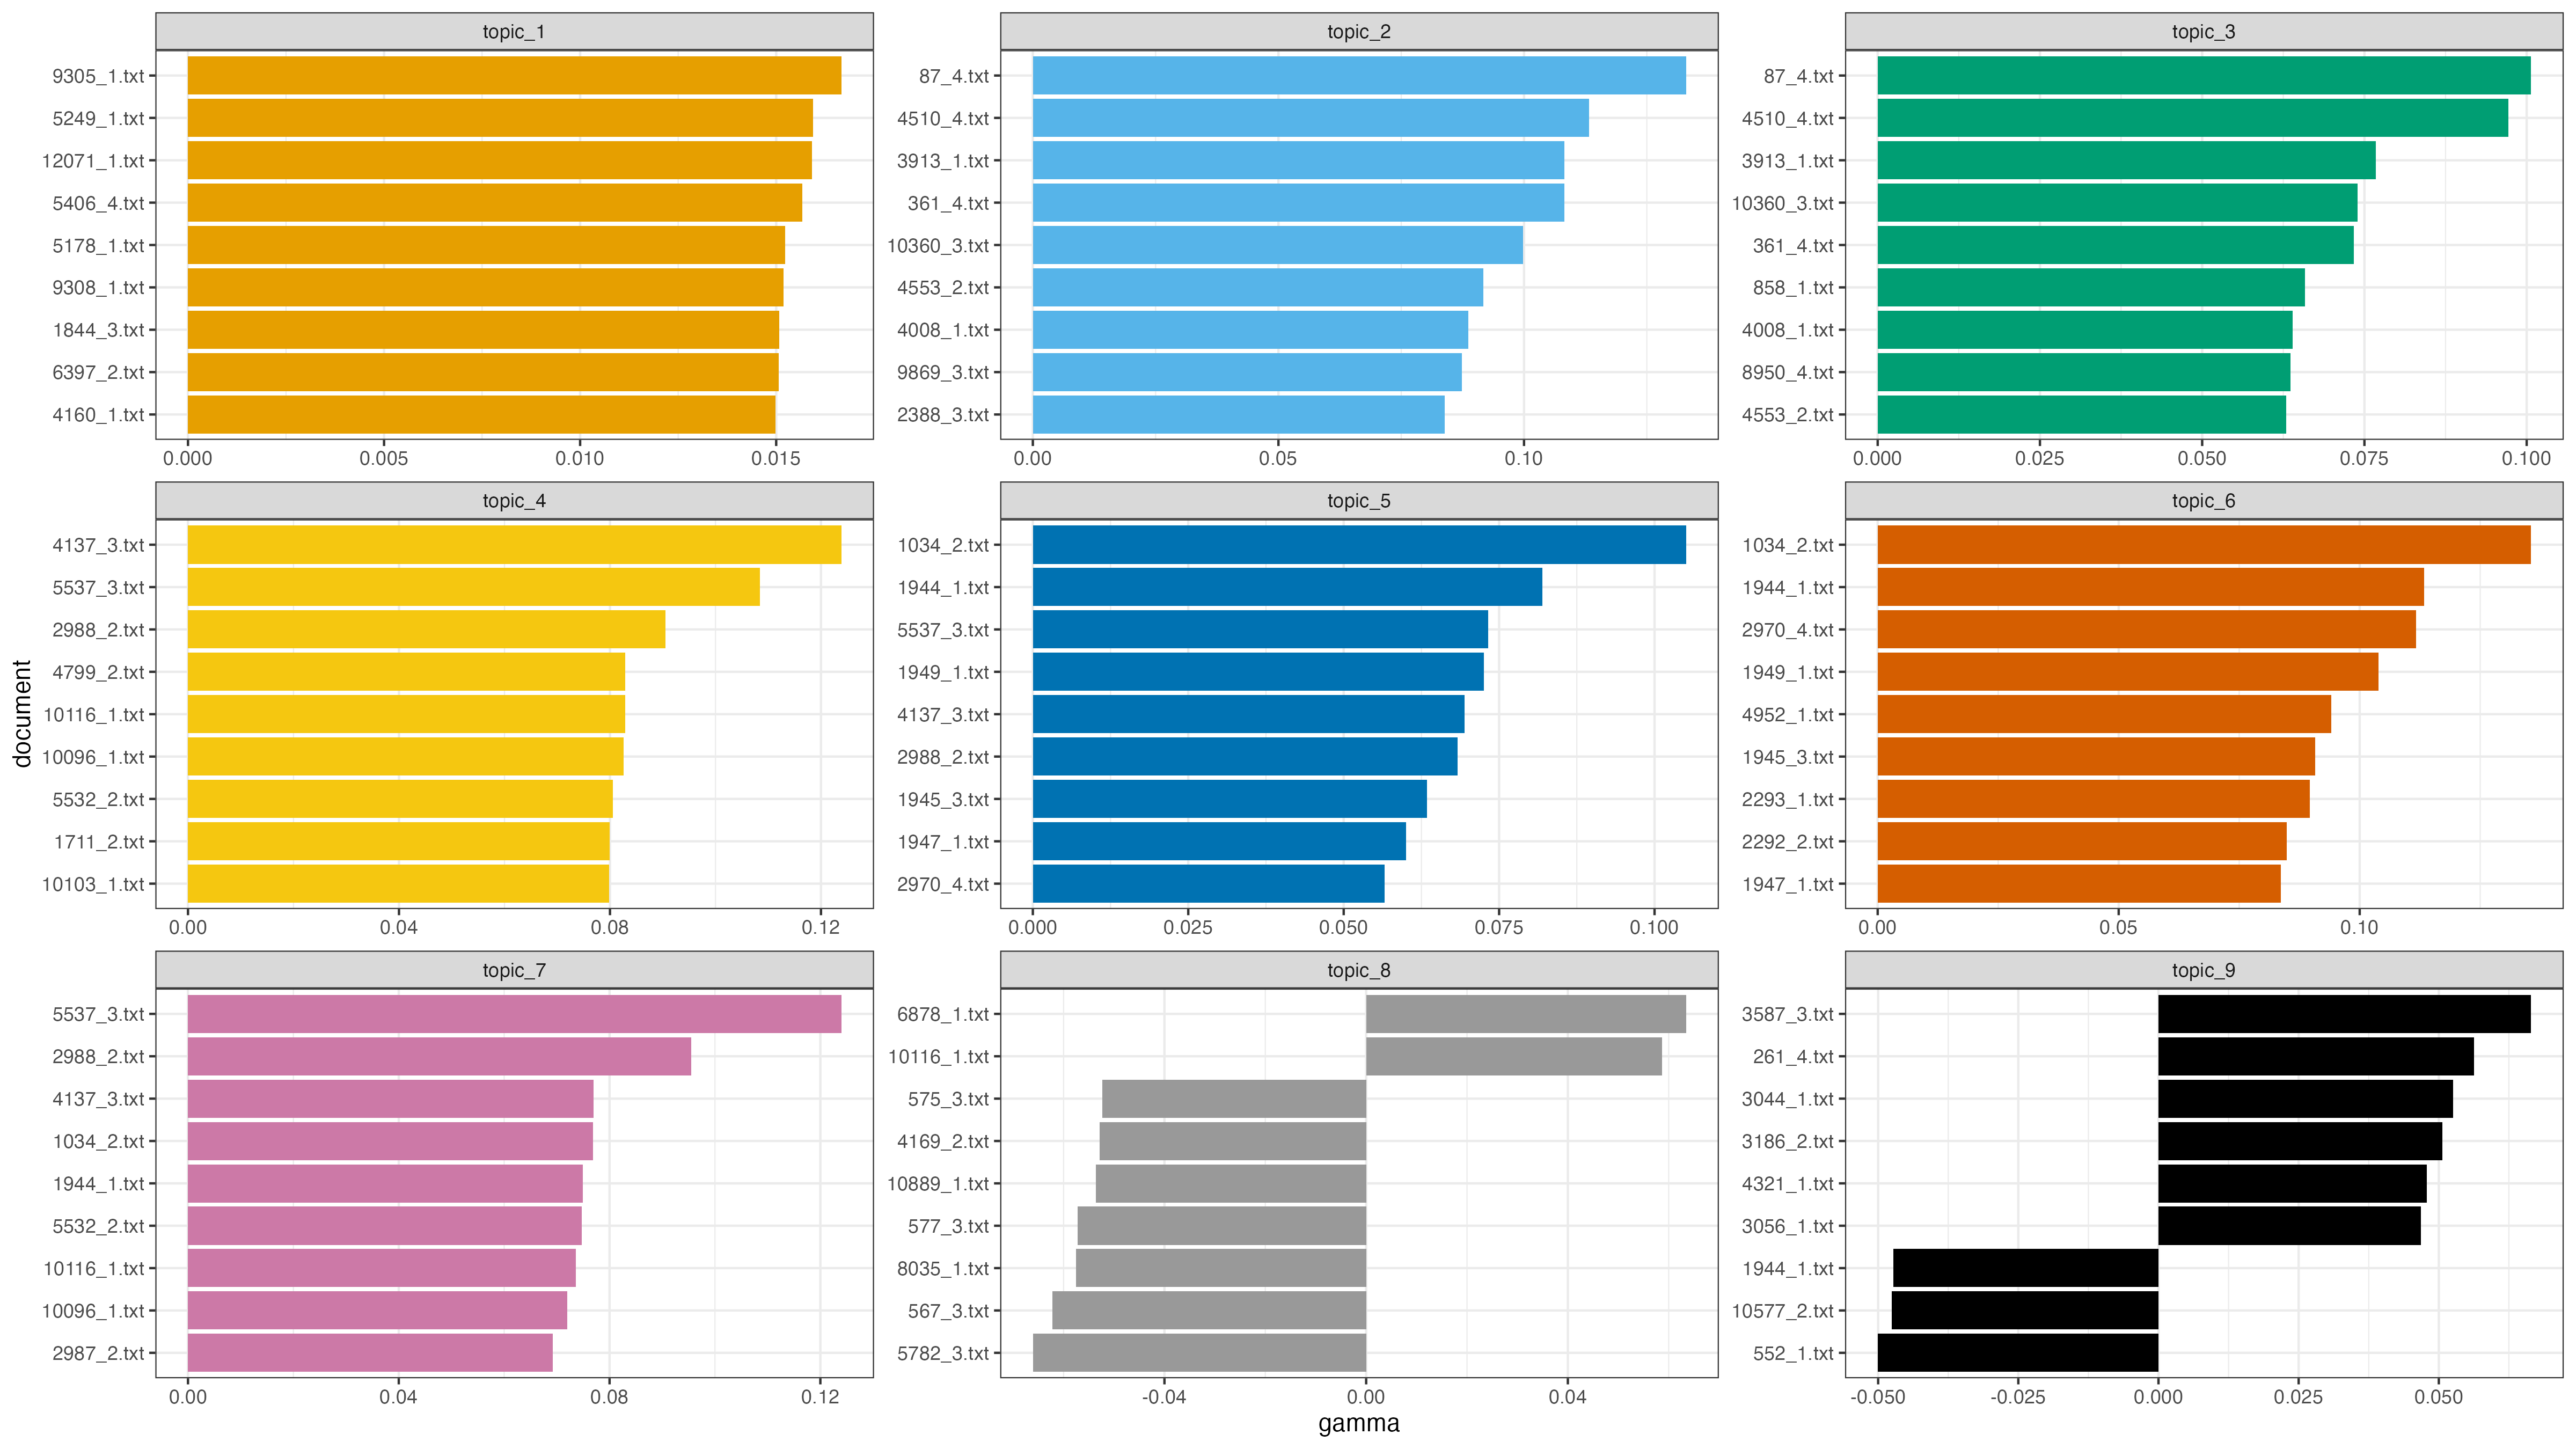 topic_1
9305_1.txt
5249_1.txt
12071_1.txt
5406_4.txt
5178_1.txt
9308_1.txt
1844_3.txt
6397_2.txt
4160_1.txt
0.000 0.005 0.010 0.015
topic_2
87_4.txt
4510_4.txt
3913_1.txt
361_4.txt
10360_3.txt
4553_2.txt
4008_1.txt
9869_3.txt
2388_3.txt
0.00 0.05 0.10
topic_3
87_4.txt
4510_4.txt
3913_1.txt
10360_3.txt
361_4.txt
858_1.txt
4008_1.txt
8950_4.txt
4553_2.txt
0.000 0.025 0.050 0.075 0.100
document
topic_4
4137_3.txt
5537_3.txt
2988_2.txt
4799_2.txt
10116_1.txt
10096_1.txt
5532_2.txt
1711_2.txt
10103_1.txt
0.00 0.04 0.08 0.12
topic_5
1034_2.txt
1944_1.txt
5537_3.txt
1949_1.txt
4137_3.txt
2988_2.txt
1945_3.txt
1947_1.txt
2970_4.txt
0.000 0.025 0.050 0.075 0.100
topic_6
1034_2.txt
1944_1.txt
2970_4.txt
1949_1.txt
4952_1.txt
1945_3.txt
2293_1.txt
2292_2.txt
1947_1.txt
0.00 0.05 0.10
topic_7
5537_3.txt
2988_2.txt
4137_3.txt
1034_2.txt
1944_1.txt
5532_2.txt
10116_1.txt
10096_1.txt
2987_2.txt
0.00 0.04 0.08 0.12
topic_8
6878_1.txt
10116_1.txt
575_3.txt
4169_2.txt
10889_1.txt
577_3.txt
8035_1.txt
567_3.txt
5782_3.txt
-0.04 0.00 0.04
topic_9
3587_3.txt
261_4.txt
3044_1.txt
3186_2.txt
4321_1.txt
3056_1.txt
1944_1.txt
10577_2.txt
552_1.txt
-0.050 -0.025 0.000 0.025 0.050
gamma